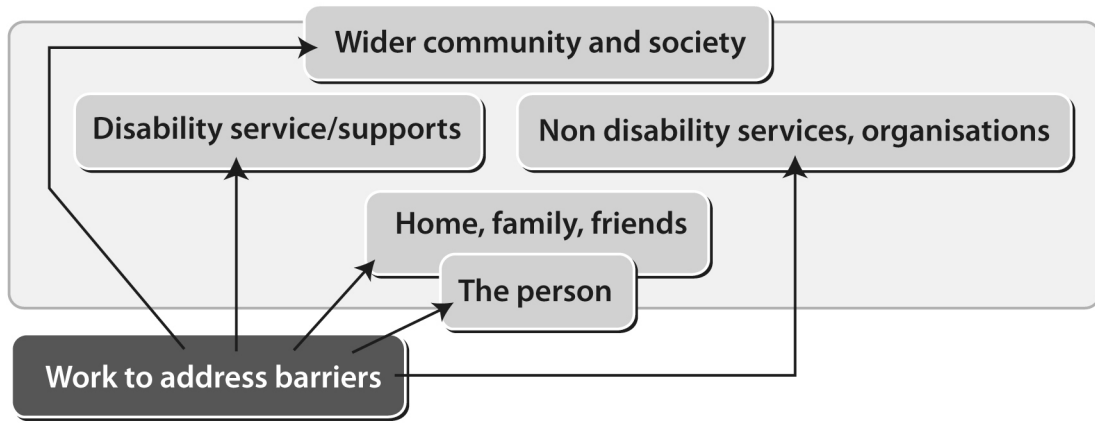 Wider community and society
Disability service/supports
Non disability services, organisations
Home, family, friends
The person
Work to address barriers